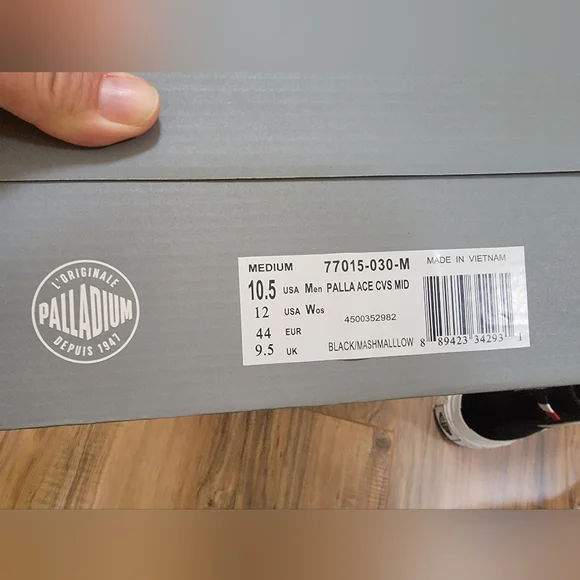 L'ORIGINALE
PALLADIUM
DEPUIS 1947
MEDIUM 77015-030-M MADE IN VIETNAM
10.5 USA Men PALLA ACE CVS MID
12 USA Wos
4500352982
44 EUR
9.5 UK BLACK/MASHMALLLOW 8 89423 34293 1